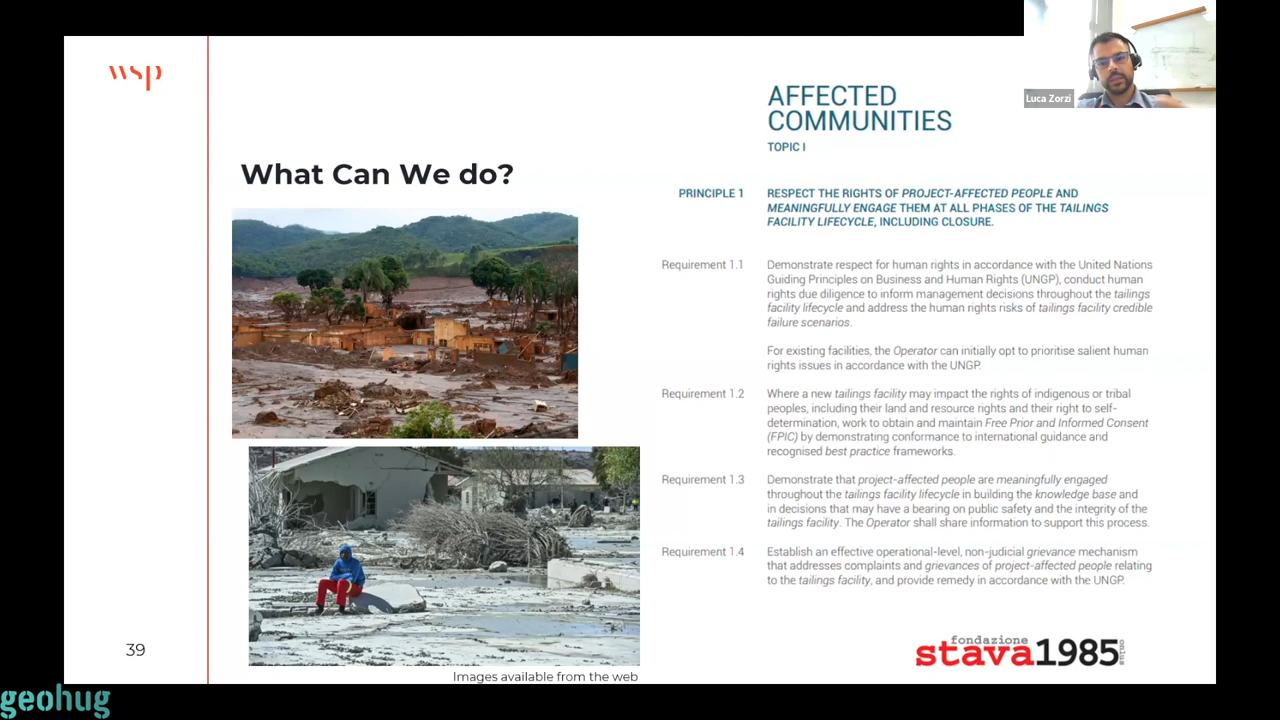 wsp
Luca Zorzi
AFFECTED
COMMUNITIES
TOPIC I
What Can We do?
PRINCIPLE 1 RESPECT THE RIGHTS OF PROJECT-AFFECTED PEOPLE AND
MEANINGFULLY ENGAGE THEM AT ALL PHASES OF THE TAILINGS
FACILITY LIFECYCLE, INCLUDING CLOSURE.
Requirement 1.1 Demonstrate respect for human rights in accordance with the United Nations
Guiding Principles on Business and Human Rights (UNGP), conduct human
rights due diligence to inform management decisions throughout the tailings
facility lifecycle and address the human rights risks of tailings facility credible
failure scenarios.
For existing facilities, the Operator can initially opt to prioritise salient human
rights issues in accordance with the UNGP.
Requirement 1.2 Where a new tailings facility may impact the rights of indigenous or tribal
peoples, including their land and resource rights and their right to self-
determination, work to obtain and maintain Free Prior and Informed Consent
(FPIC) by demonstrating conformance to international guidance and
recognised best practice frameworks.
Requirement 1.3 Demonstrate that project-affected people are meaningfully engaged
throughout the tailings facility lifecycle in building the knowledge base and
in decisions that may have a bearing on public safety and the integrity of the
tailings facility. The Operator shall share information to support this process.
Requirement 1.4 Establish an effective operational-level, non-judicial grievance mechanism
that addresses complaints and grievances of project-affected people relating
to the tailings facility, and provide remedy in accordance with the UNGP.
39
fondazione
stava1985 onlus
Images available from the web
geohug